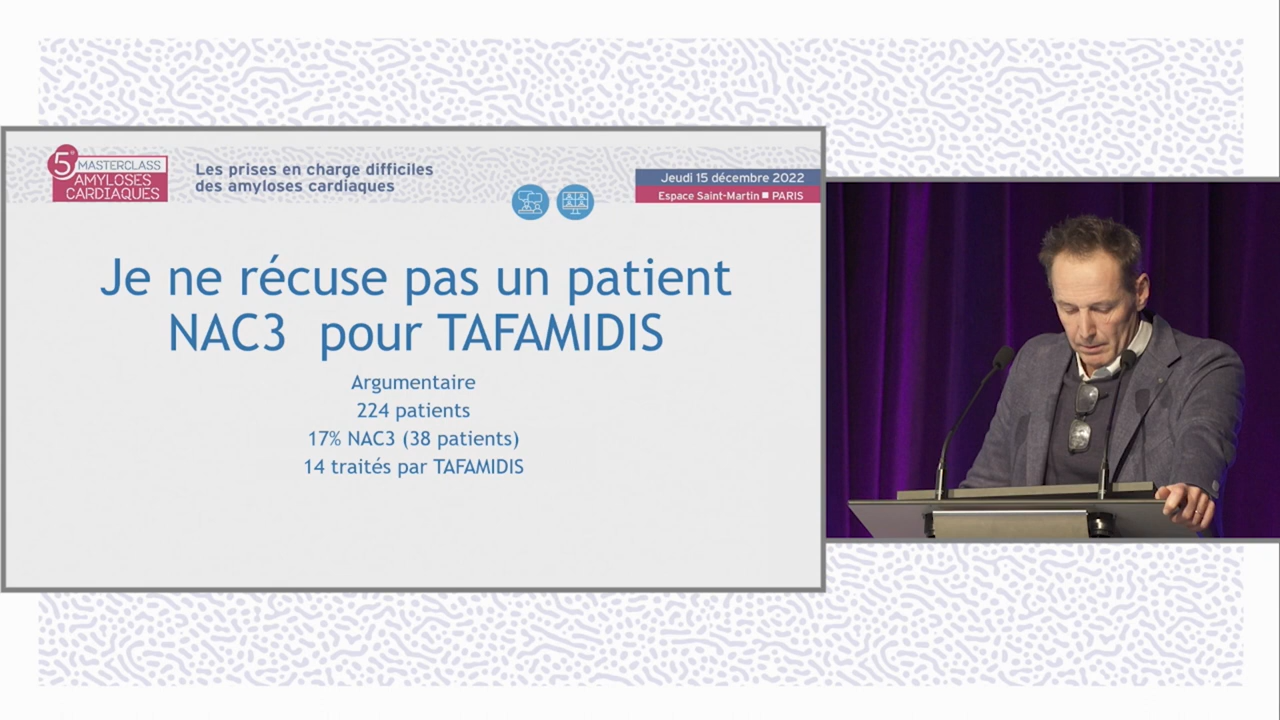 5e MASTERCLASS
AMYLOSES
CARDIAQUES
Les prises en charge difficiles
des amyloses cardiaques
Jeudi 15 décembre 2022
Espace Saint-Martin ■ PARIS
Je ne récuse pas un patient
NAC3 pour TAFAMIDIS
Argumentaire
224 patients
17% NAC3 (38 patients)
14 traités par TAFAMIDIS